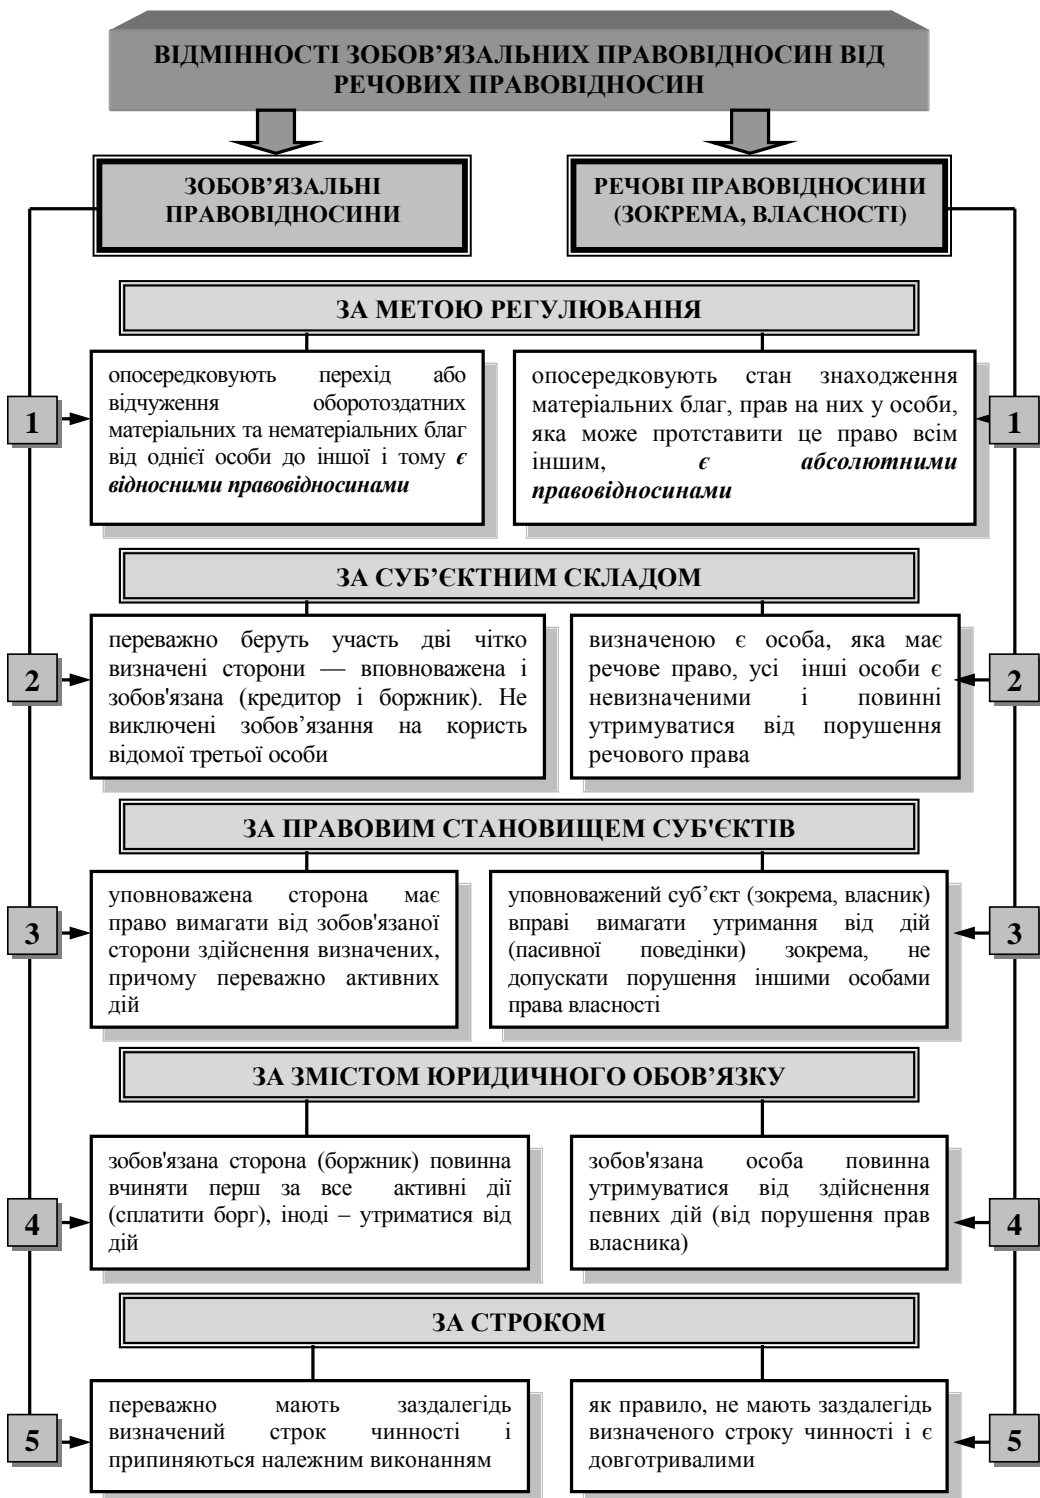 ВІДМІННОСТІ ЗОБОВ’ЯЗАЛЬНИХ ПРАВОВІДНОСИН ВІД
РЕЧОВИХ ПРАВОВІДНОСИН
ЗОБОВ’ЯЗАЛЬНІ
ПРАВОВІДНОСИНИ
РЕЧОВІ ПРАВОВІДНОСИНИ
(ЗОКРЕМА, ВЛАСНОСТІ)
ЗА МЕТОЮ РЕГУЛЮВАННЯ
1
опосередковують перехід або
відчуження оборотоздатних
матеріальних та нематеріальних благ
від однієї особи до іншої і тому є
відносними правовідносинами
опосередковують стан знаходження
матеріальних благ, прав на них у особи,
яка може протставити це право всім
іншим, є абсолютними
правовідносинами
1
ЗА СУБ’ЄКТНИМ СКЛАДОМ
2
переважно беруть участь дві чітко
визначені сторони — вповноважена і
зобов'язана (кредитор і боржник). Не
виключені зобов’язання на користь
відомої третьої особи
визначеною є особа, яка має
речове право, усі інші особи є
невизначеними і повинні
утримуватися від порушення
речового права
2
ЗА ПРАВОВИМ СТАНОВИЩЕМ СУБ'ЄКТІВ
3
уповноважена сторона має
право вимагати від зобов'язаної
сторони здійснення визначених,
причому переважно активних
дій
уповноважений суб’єкт (зокрема, власник)
вправі вимагати утримання від дій
(пасивної поведінки) зокрема, не
допускати порушення іншими особами
права власності
3
ЗА ЗМІСТОМ ЮРИДИЧНОГО ОБОВ’ЯЗКУ
4
зобов'язана сторона (боржник) повинна
вчиняти перш за все активні дії
(сплатити борг), іноді – утриматися від
дій
зобов'язана особа повинна
утримуватися від здійснення
певних дій (від порушення прав
власника)
4
ЗА СТРОКОМ
5
переважно мають заздалегідь
визначений строк чинності і
припиняються належним виконанням
як правило, не мають заздалегідь
визначеного строку чинності і є
довготривалими
5